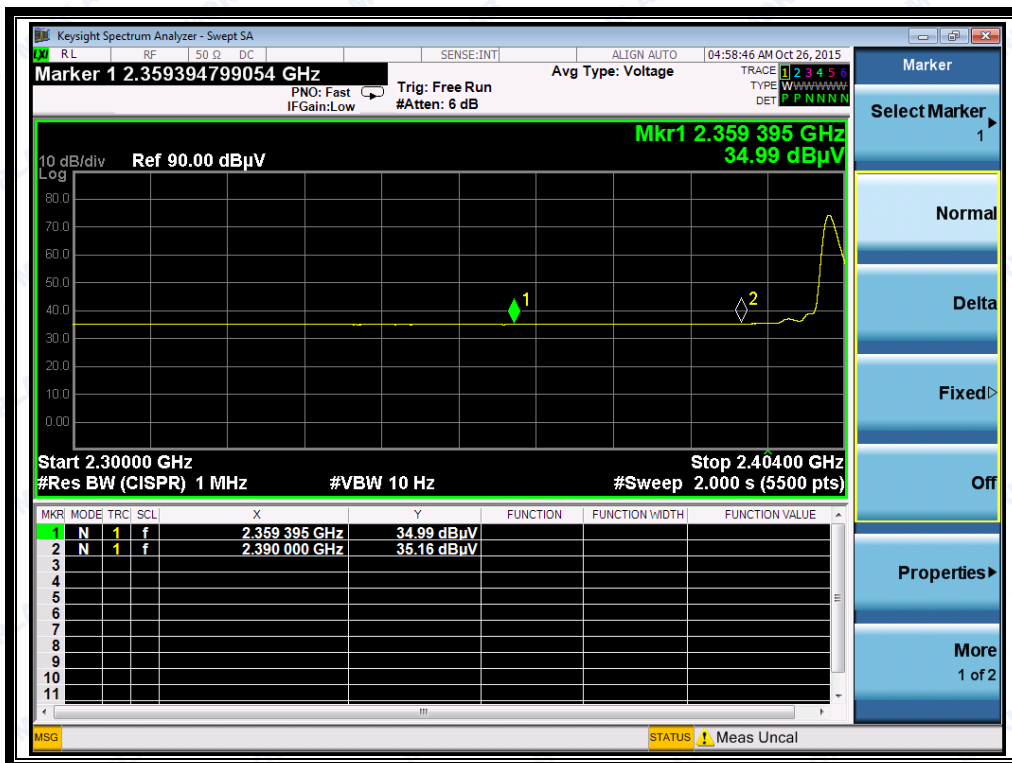 Keysight Spectrum Analyzer - Swept SA
RL RF 50 Ω DC SENSE:INT ALIGN AUTO 04:58:46 AM Oct 26, 2015
Marker 1 2.359394799054 GHz
PNO: Fast
IFGain:Low
Trig: Free Run
#Atten: 6 dB
Avg Type: Voltage
TRACE 1 2 3 4 5 6
TYPE WWWWWW
DET P P N N N N
Mkr1 2.359 395 GHz
34.99 dBµV
10 dB/div Ref 90.00 dBµV
Log
80.0
70.0
60.0
50.0
40.0
30.0
20.0
10.0
0.00
1
2
Start 2.30000 GHz Stop 2.40400 GHz
#Res BW (CISPR) 1 MHz #VBW 10 Hz #Sweep 2.000 s (5500 pts)
MKR MODE TRC SCL X Y FUNCTION FUNCTION WIDTH FUNCTION VALUE
1 N 1 f 2.359 395 GHz 34.99 dBµV
2 N 1 f 2.390 000 GHz 35.16 dBµV
3
4
5
6
7
8
9
10
11
MSG
STATUS Meas Uncal
Marker
Select Marker
1
Normal
Delta
Fixed
Off
Properties
More
1 of 2